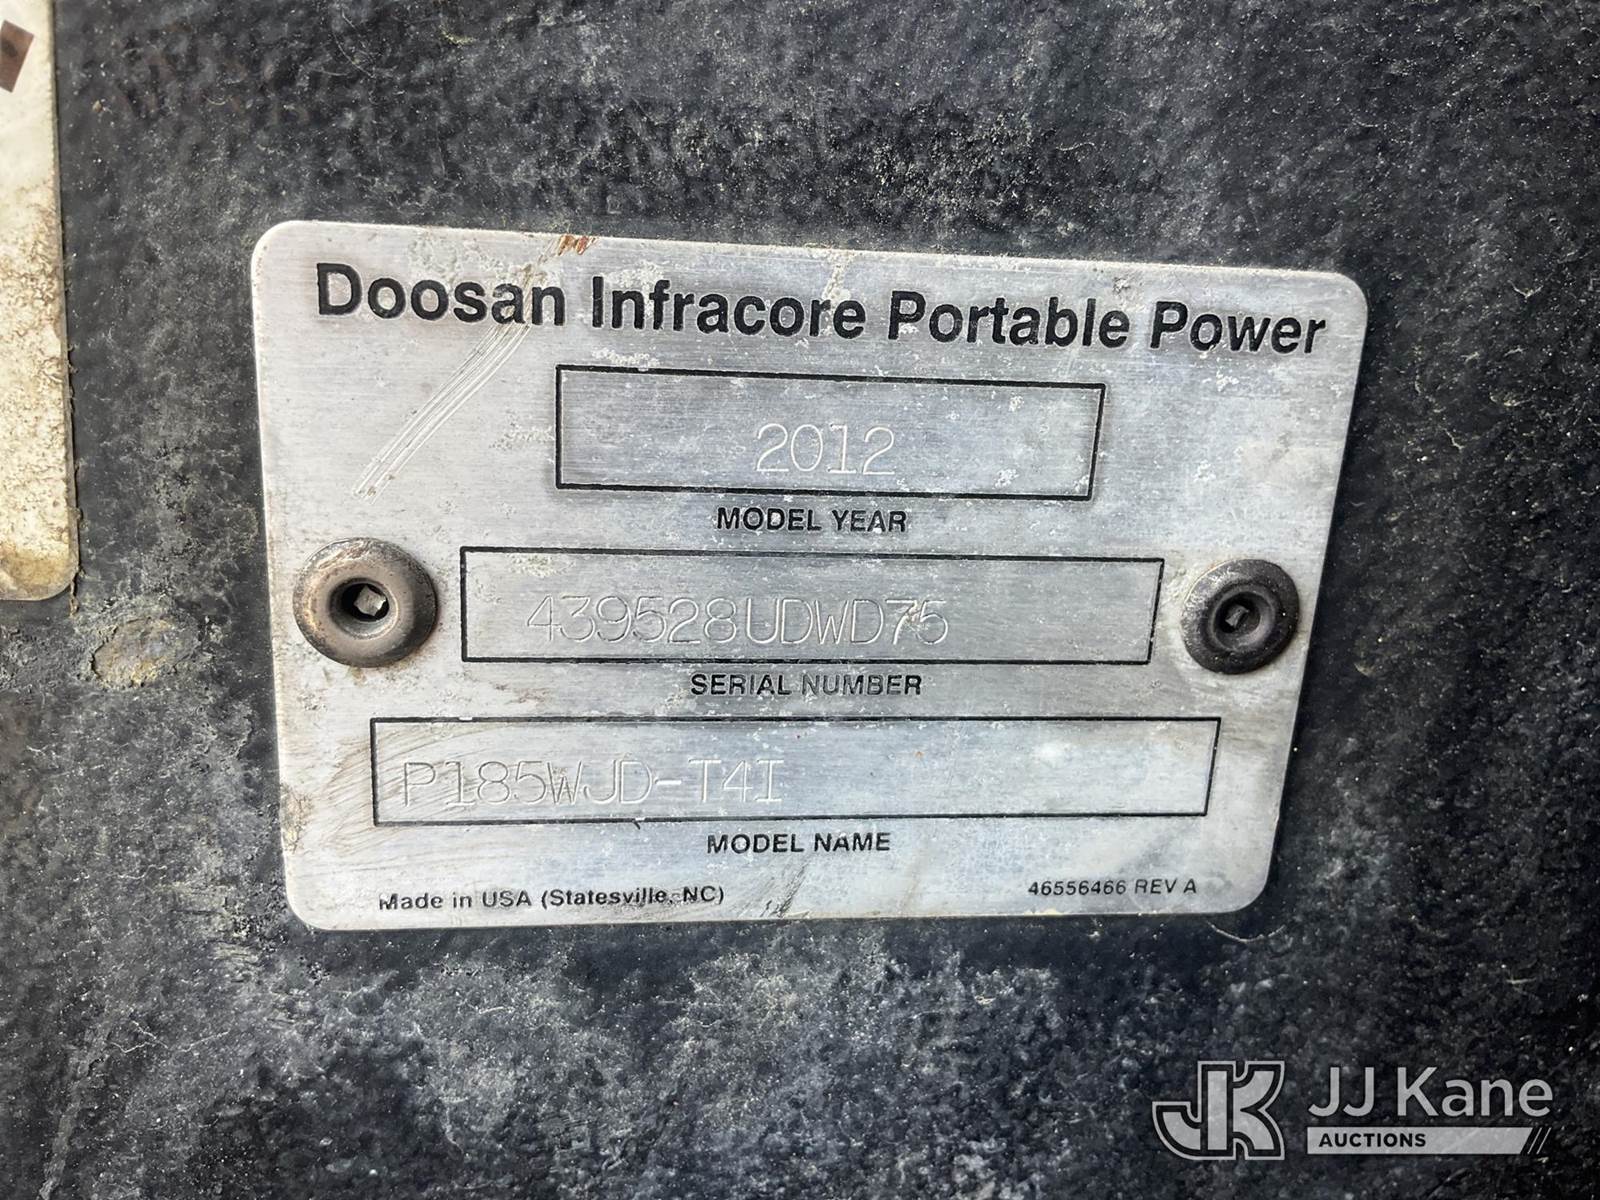 Doosan Infracore Portable Power
2012
MODEL YEAR
439528UDWD75
SERIAL NUMBER
P185WJD-T4I
MODEL NAME
Made in USA (Statesville, NC)
46556466 REV A
JK JJ Kane
AUCTIONS